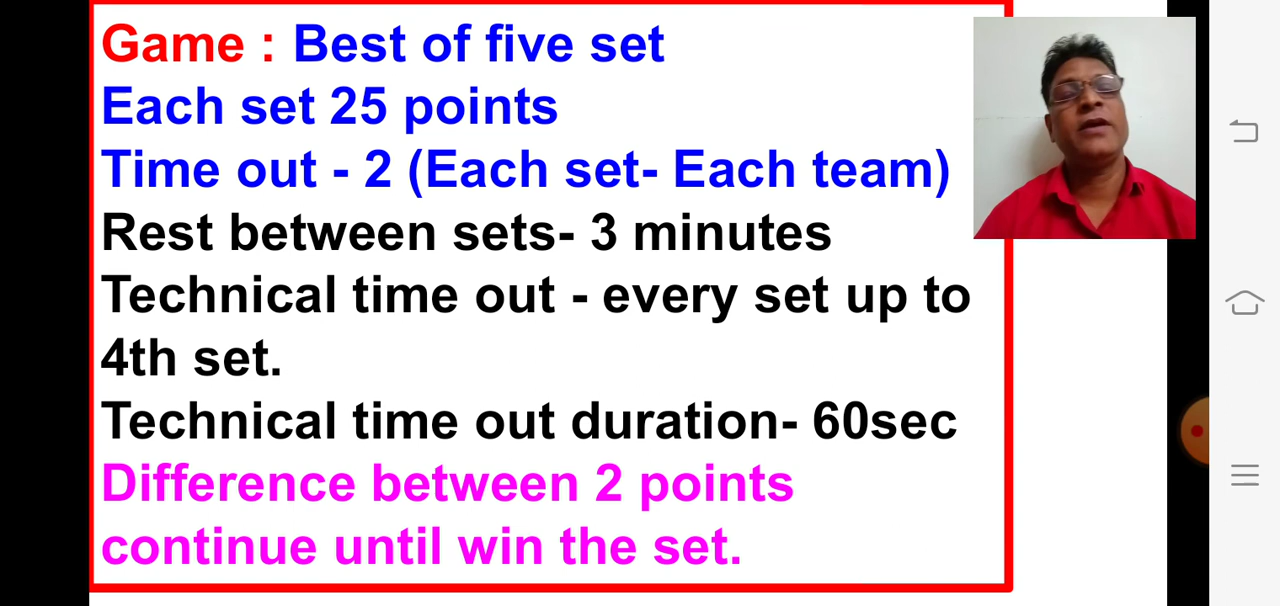 Game : Best of five set
Each set 25 points
Time out - 2 (Each set- Each team)
Rest between sets- 3 minutes
Technical time out - every set up to
4th set.
Technical time out duration- 60sec
Difference between 2 points
continue until win the set.